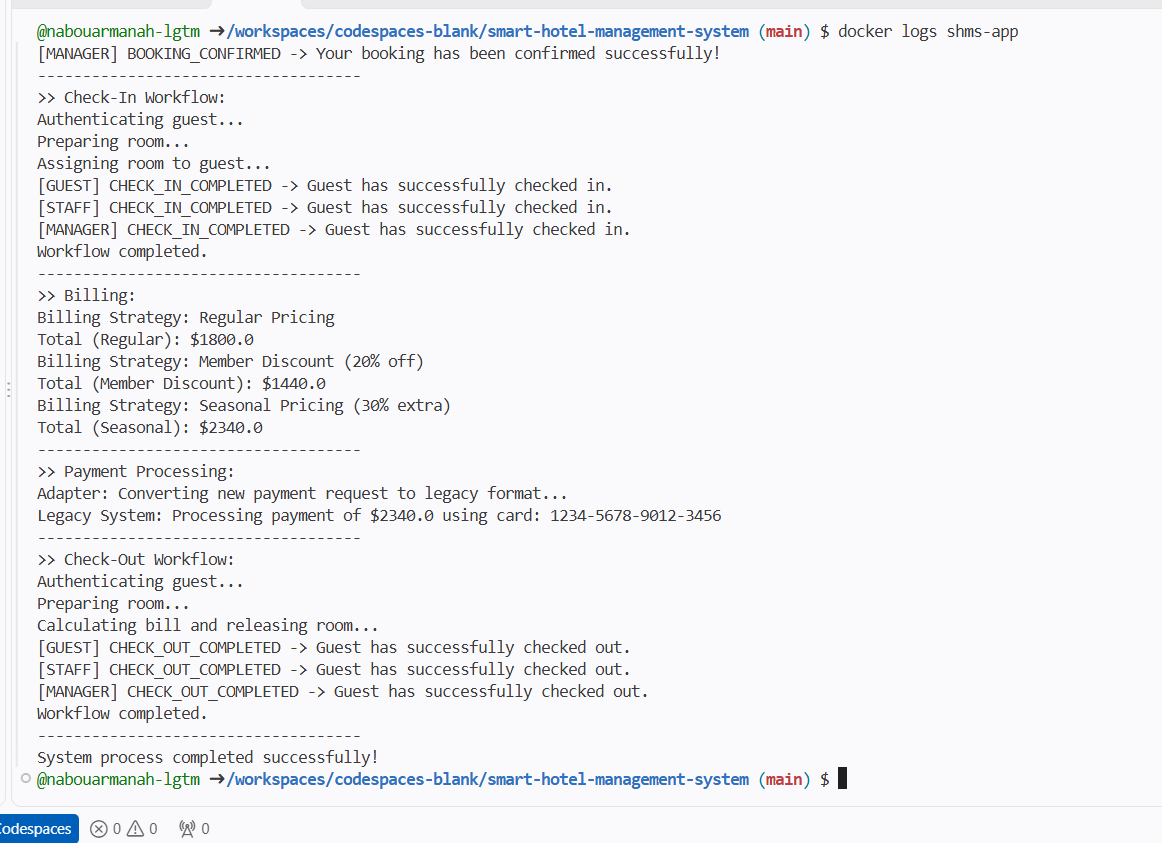 @nabouarmanah-lgtm →/workspaces/codespaces-blank/smart-hotel-management-system (main) $ docker logs shms-app
[MANAGER] BOOKING_CONFIRMED -> Your booking has been confirmed successfully!
------------------------------------
>> Check-In Workflow:
Authenticating guest...
Preparing room...
Assigning room to guest...
[GUEST] CHECK_IN_COMPLETED -> Guest has successfully checked in.
[STAFF] CHECK_IN_COMPLETED -> Guest has successfully checked in.
[MANAGER] CHECK_IN_COMPLETED -> Guest has successfully checked in.
Workflow completed.
------------------------------------
>> Billing:
Billing Strategy: Regular Pricing
Total (Regular): $1800.0
Billing Strategy: Member Discount (20% off)
Total (Member Discount): $1440.0
Billing Strategy: Seasonal Pricing (30% extra)
Total (Seasonal): $2340.0
------------------------------------
>> Payment Processing:
Adapter: Converting new payment request to legacy format...
Legacy System: Processing payment of $2340.0 using card: 1234-5678-9012-3456
------------------------------------
>> Check-Out Workflow:
Authenticating guest...
Preparing room...
Calculating bill and releasing room...
[GUEST] CHECK_OUT_COMPLETED -> Guest has successfully checked out.
[STAFF] CHECK_OUT_COMPLETED -> Guest has successfully checked out.
[MANAGER] CHECK_OUT_COMPLETED -> Guest has successfully checked out.
Workflow completed.
------------------------------------
System process completed successfully!
@nabouarmanah-lgtm →/workspaces/codespaces-blank/smart-hotel-management-system (main) $
Codespaces 0 0 0